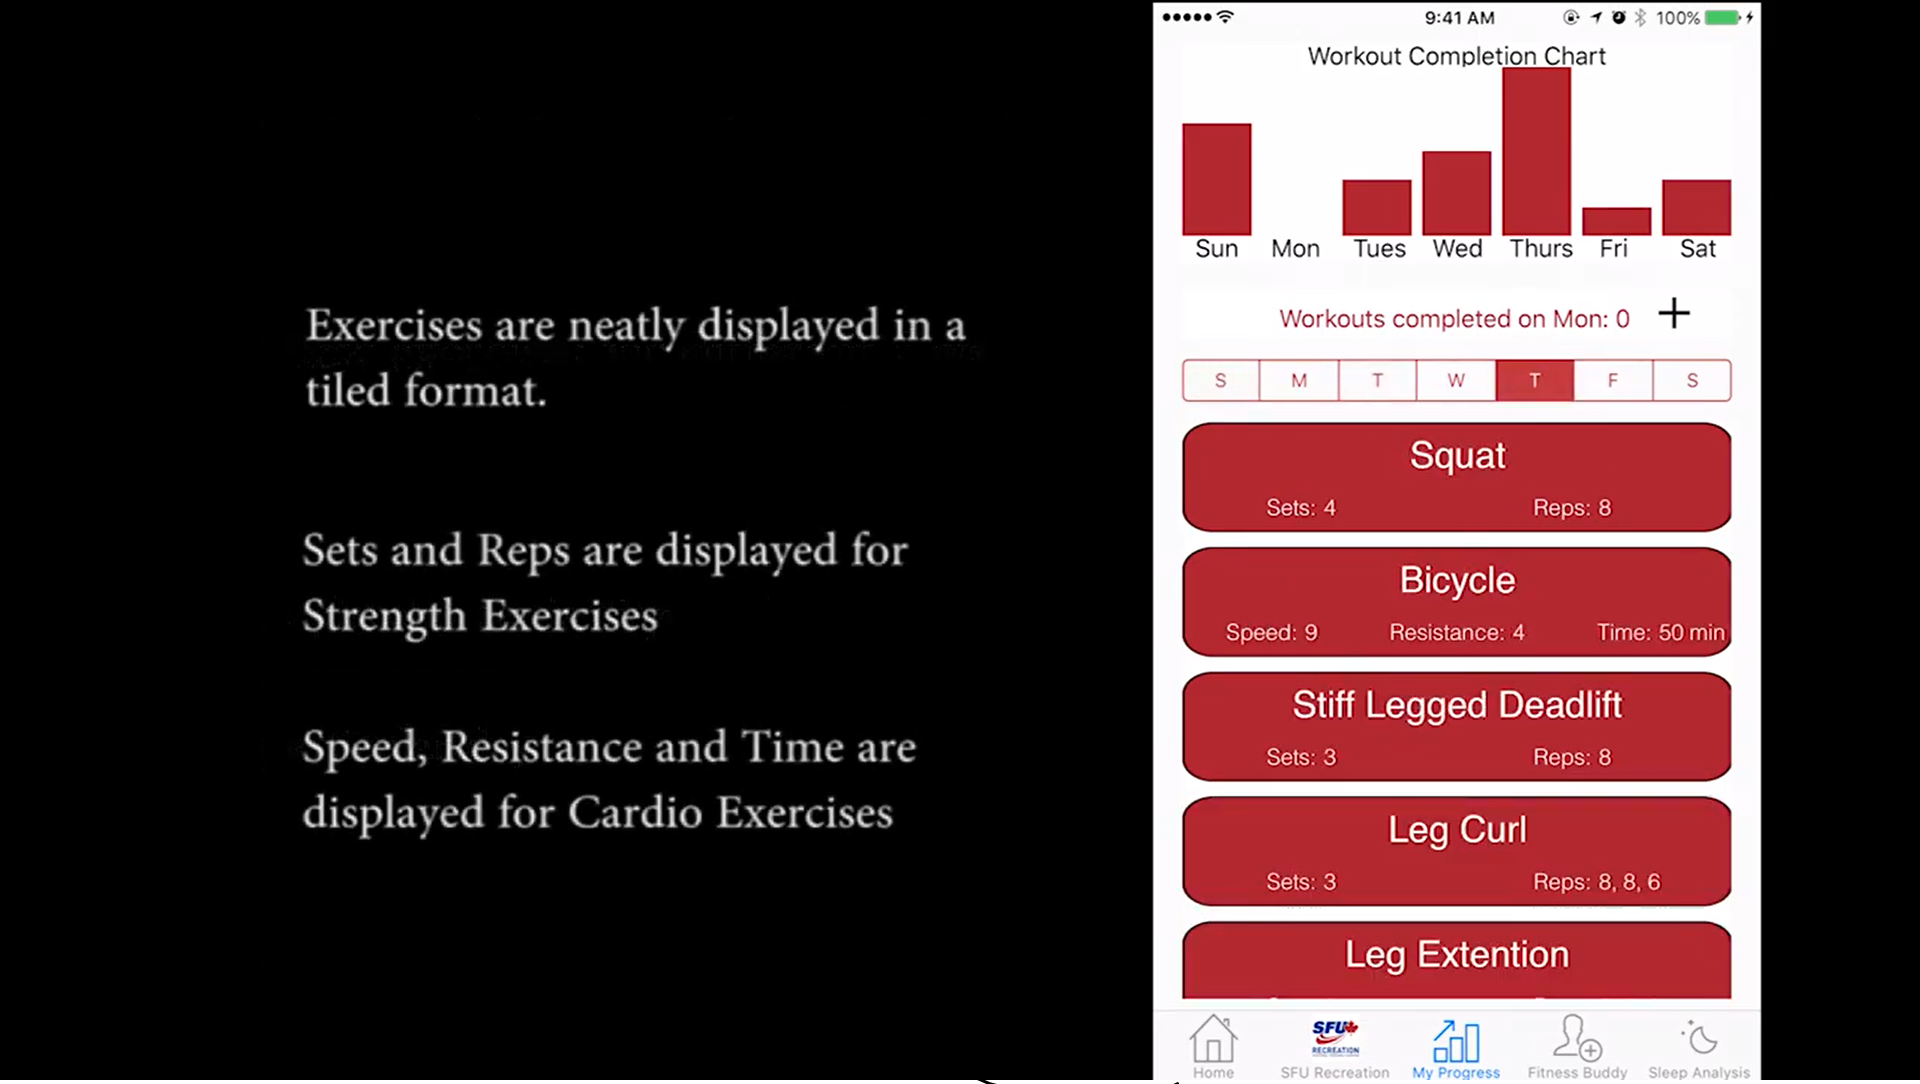 Exercises are neatly displayed in a
tiled format.
Sets and Reps are displayed for
Strength Exercises
Speed, Resistance and Time are
displayed for Cardio Exercises
9:41 AM 100%
Workout Completion Chart
Sun Mon Tues Wed Thurs Fri Sat
Workouts completed on Mon: 0 +
S M T W T F S
Squat
Sets: 4 Reps: 8
Bicycle
Speed: 9 Resistance: 4 Time: 50 min
Stiff Legged Deadlift
Sets: 3 Reps: 8
Leg Curl
Sets: 3 Reps: 8, 8, 6
Leg Extention
SFU
RECREATION
Home SFU Recreation My Progress Fitness Buddy Sleep Analysis